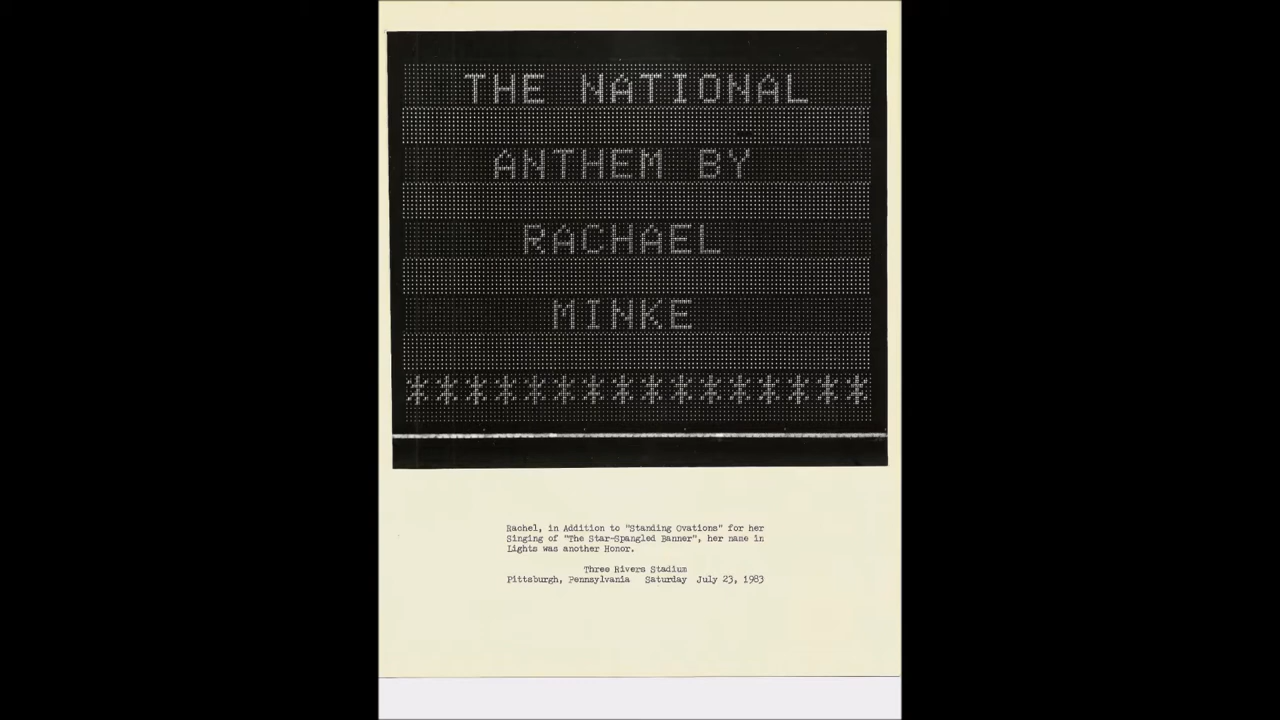 THE NATIONAL
ANTHEM BY
RACHAEL
MINKE
****************
Rachel, in Addition to "Standing Ovations" for her
Singing of "The Star-Spangled Banner", her name in
Lights was another Honor.
Three Rivers Stadium
Pittsburgh, Pennsylvania Saturday July 23, 1983